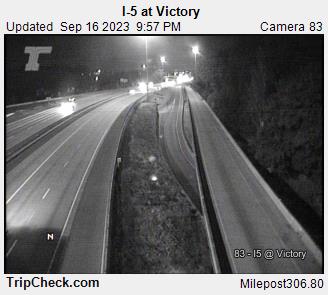 I-5 at Victory
Updated Sep 16 2023 9:57 PM Camera 83
T
N
83 - I5 @ Victory
TripCheck.com Milepost306.80